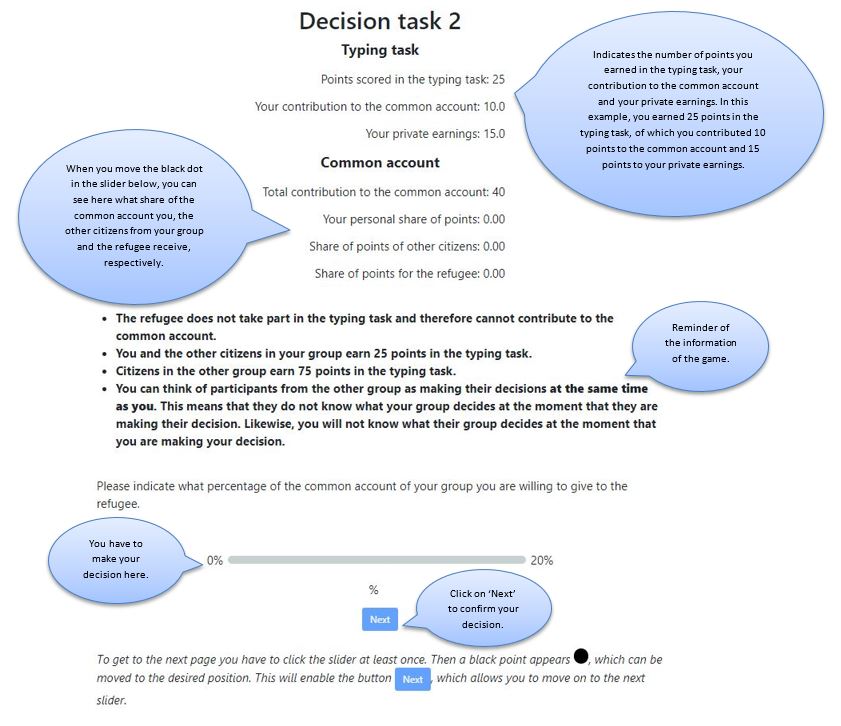 Decision task 2
Typing task
Points scored in the typing task: 25
Your contribution to the common account: 10.0
Your private earnings: 15.0
Indicates the number of points you
earned in the typing task, your
contribution to the common account
and your private earnings. In this
example, you earned 25 points in the
typing task, of which you contributed 10
points to the common account and 15
points to your private earnings.
When you move the black dot
in the slider below, you can
see here what share of the
common account you, the
other citizens from your group
and the refugee receive,
respectively.
Common account
Total contribution to the common account: 40
Your personal share of points: 0.00
Share of points of other citizens: 0.00
Share of points for the refugee: 0.00
• The refugee does not take part in the typing task and therefore cannot contribute to the
common account.
• You and the other citizens in your group earn 25 points in the typing task.
• Citizens in the other group earn 75 points in the typing task.
• You can think of participants from the other group as making their decisions at the same time
as you. This means that they do not know what your group decides at the moment that they are
making their decision. Likewise, you will not know what their group decides at the moment that
you are making your decision.
Reminder of
the information
of the game.
Please indicate what percentage of the common account of your group you are willing to give to the
refugee.
You have to
make your
decision here.
0% 20%
%
Next
Click on ‘Next’
to confirm your
decision.
To get to the next page you have to click the slider at least once. Then a black point appears , which can be
moved to the desired position. This will enable the button Next , which allows you to move on to the next
slider.